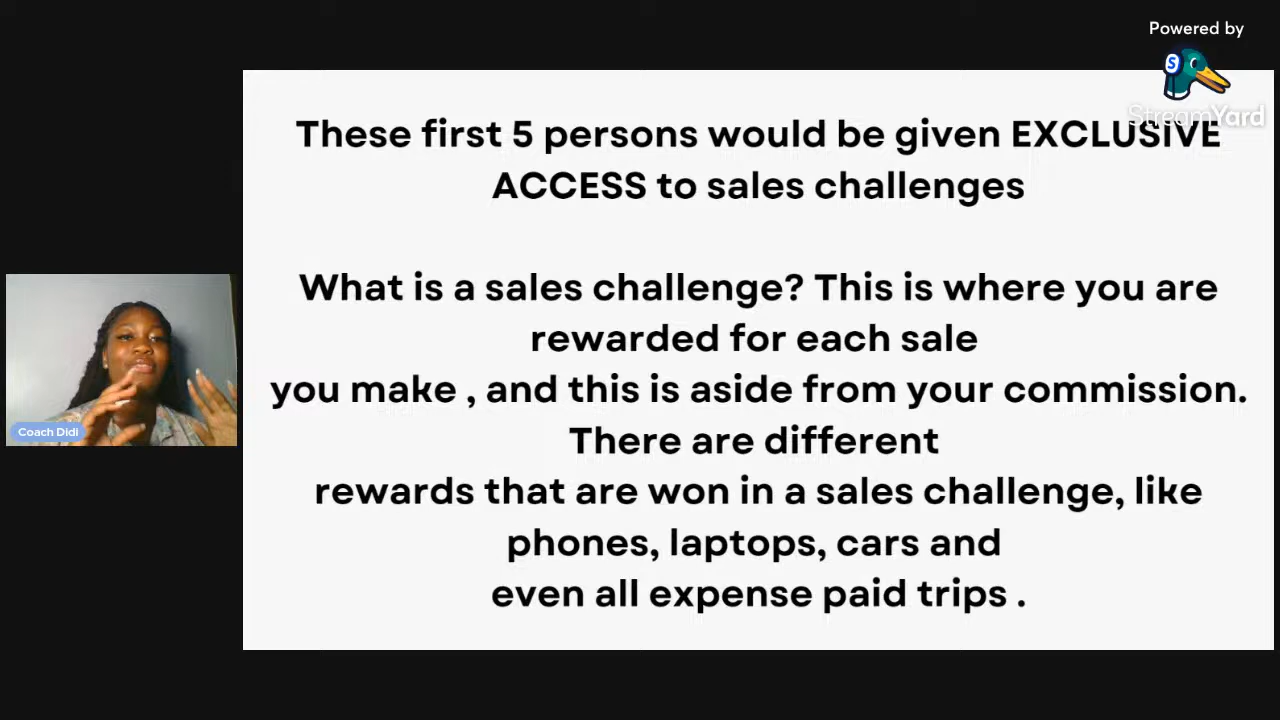 Powered by
StreamYard
These first 5 persons would be given EXCLUSIVE
ACCESS to sales challenges
What is a sales challenge? This is where you are
rewarded for each sale
you make , and this is aside from your commission.
There are different
rewards that are won in a sales challenge, like
phones, laptops, cars and
even all expense paid trips .
Coach Didi